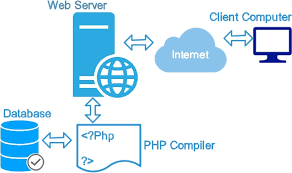 Web Server
Client Computer
Internet
Database
<?Php
?>
PHP Compiler